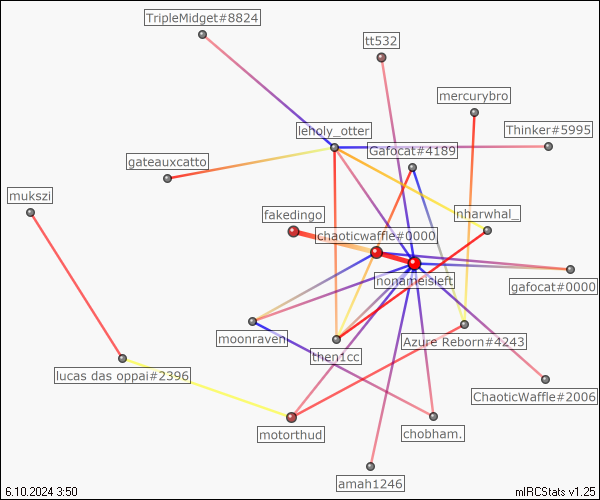 TripleMidget#8824
tt532
mercurybro
leholy_otter
Thinker#5995
Gafocat#4189
gateauxcatto
mukszi
fakedingo
nharwhal_
chaoticwaffle#0000
nonameisleft
gafocat#0000
moonraven
Azure Reborn#4243
then1cc
lucas das oppai#2396
ChaoticWaffle#2006
motorthud
chobham.
amah1246
6.10.2024 3:50
mIRCStats v1.25